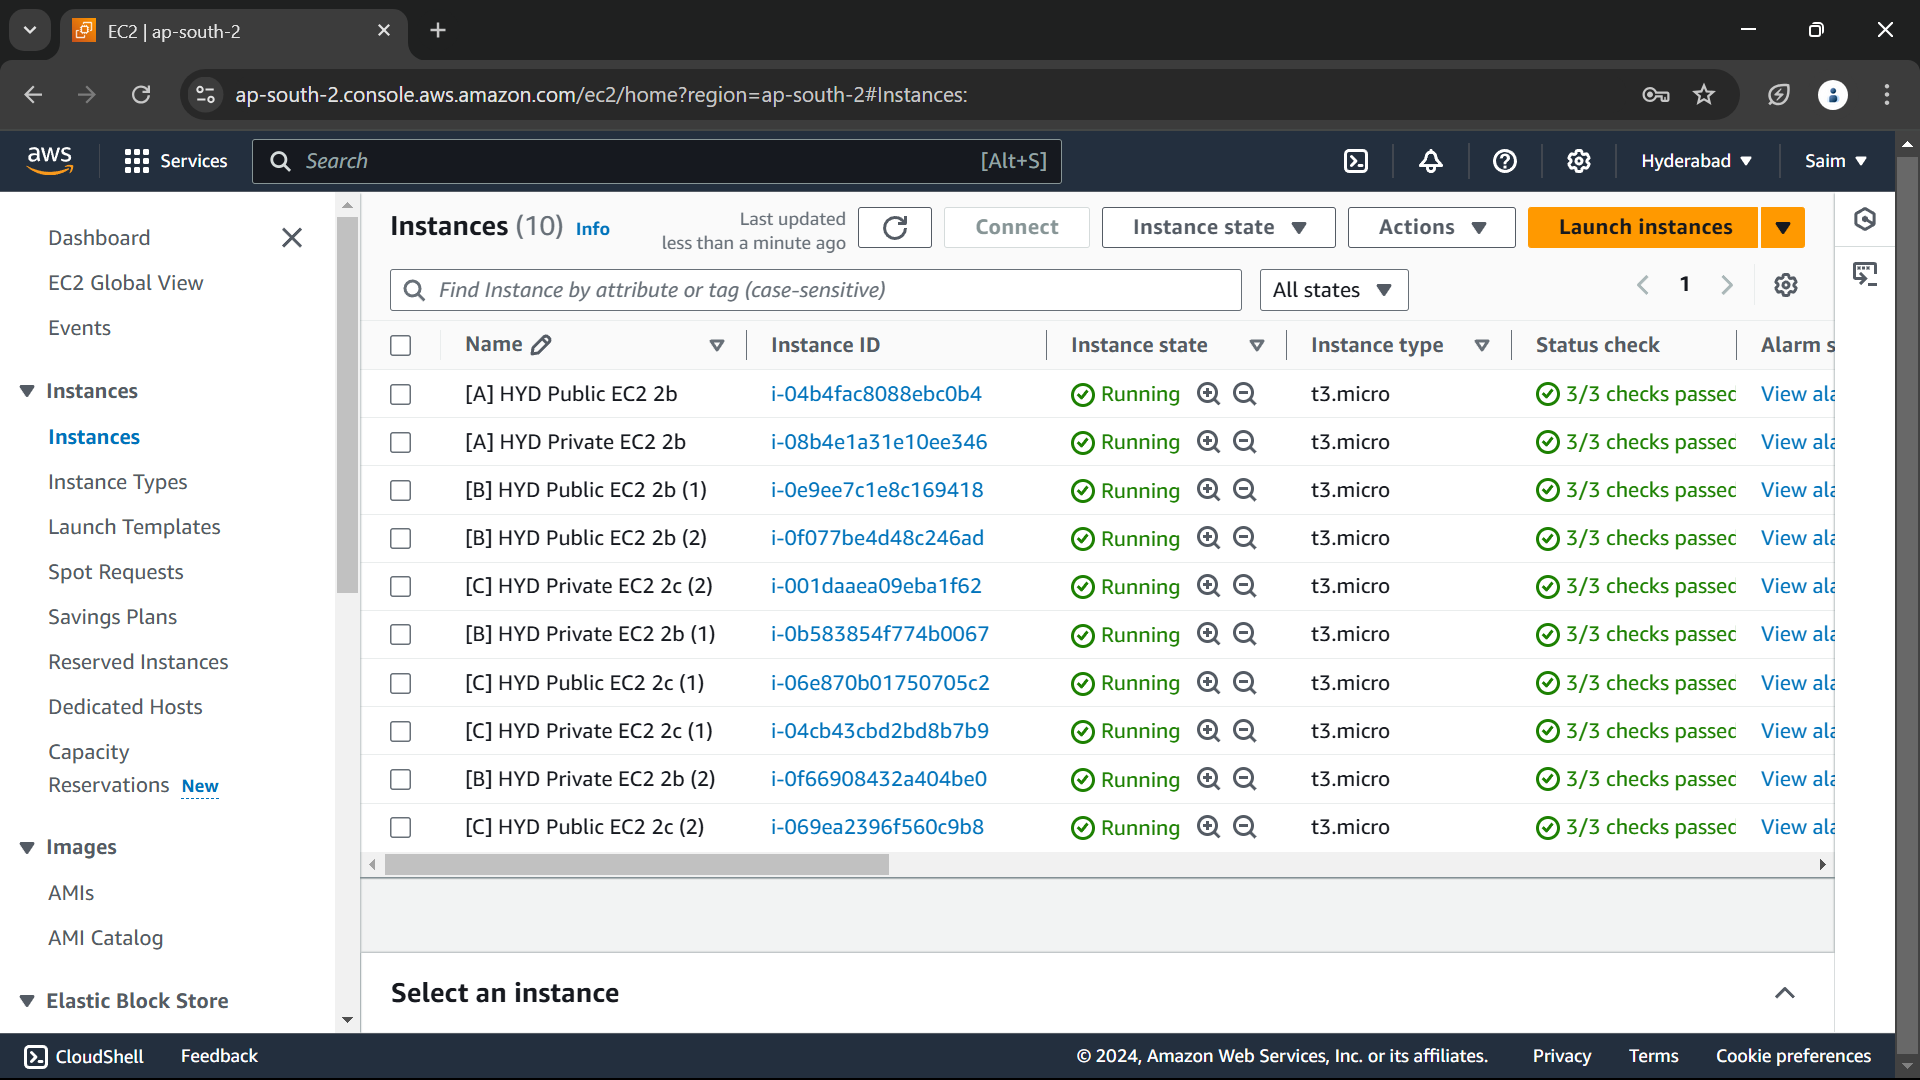 EC2 | ap-south-2
ap-south-2.console.aws.amazon.com/ec2/home?region=ap-south-2#Instances:
aws
Services
Search
[Alt+S]
Hyderabad
Saim
Dashboard
EC2 Global View
Events
Instances
Instances
Instance Types
Launch Templates
Spot Requests
Savings Plans
Reserved Instances
Dedicated Hosts
Capacity
Reservations New
Images
AMIs
AMI Catalog
Elastic Block Store
Instances (10) Info
Last updated
less than a minute ago
Connect
Instance state
Actions
Launch instances
Find Instance by attribute or tag (case-sensitive)
All states
1
Name Instance ID Instance state Instance type Status check Alarm s
[A] HYD Public EC2 2b i-04b4fac8088ebc0b4 Running t3.micro 3/3 checks passed View ala
[A] HYD Private EC2 2b i-08b4e1a31e10ee346 Running t3.micro 3/3 checks passed View ala
[B] HYD Public EC2 2b (1) i-0e9ee7c1e8c169418 Running t3.micro 3/3 checks passed View ala
[B] HYD Public EC2 2b (2) i-0f077be4d48c246ad Running t3.micro 3/3 checks passed View ala
[C] HYD Private EC2 2c (2) i-001daaea09eba1f62 Running t3.micro 3/3 checks passed View ala
[B] HYD Private EC2 2b (1) i-0b583854f774b0067 Running t3.micro 3/3 checks passed View ala
[C] HYD Public EC2 2c (1) i-06e870b01750705c2 Running t3.micro 3/3 checks passed View ala
[C] HYD Private EC2 2c (1) i-04cb43cbd2bd8b7b9 Running t3.micro 3/3 checks passed View ala
[B] HYD Private EC2 2b (2) i-0f66908432a404be0 Running t3.micro 3/3 checks passed View ala
[C] HYD Public EC2 2c (2) i-069ea2396f560c9b8 Running t3.micro 3/3 checks passed View ala
Select an instance
CloudShell Feedback © 2024, Amazon Web Services, Inc. or its affiliates. Privacy Terms Cookie preferences